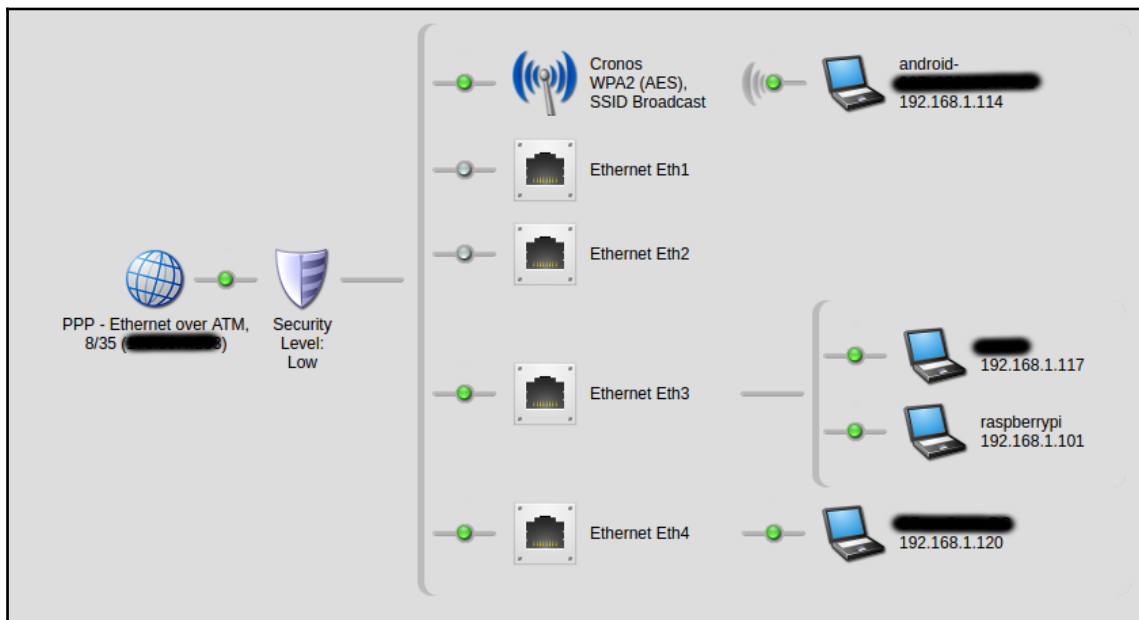 Cronos
WPA2 (AES),
SSID Broadcast
android-
192.168.1.114
Ethernet Eth1
Ethernet Eth2
PPP - Ethernet over ATM,
8/35 (
)
Security
Level:
Low
Ethernet Eth3
192.168.1.117
raspberrypi
192.168.1.101
Ethernet Eth4
192.168.1.120